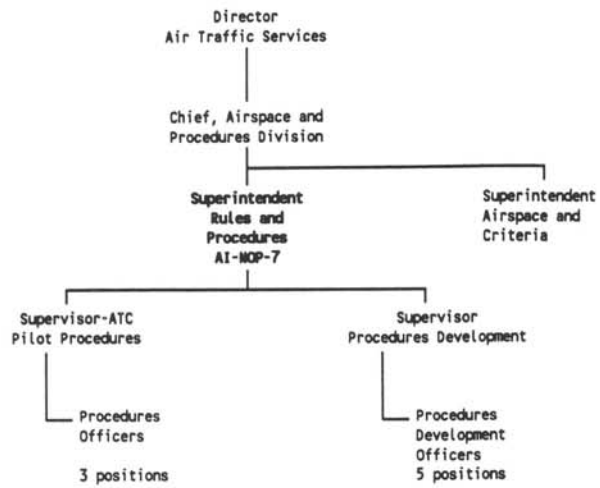 Director
Air Traffic Services
Chief, Airspace and
Procedures Division
Superintendent
Rules and
Procedures
AI-NOP-7
Superintendent
Airspace and
Criteria
Supervisor-ATC
Pilot Procedures
Supervisor
Procedures Development
Procedures
Officers
3 positions
Procedures
Development
Officers
5 positions